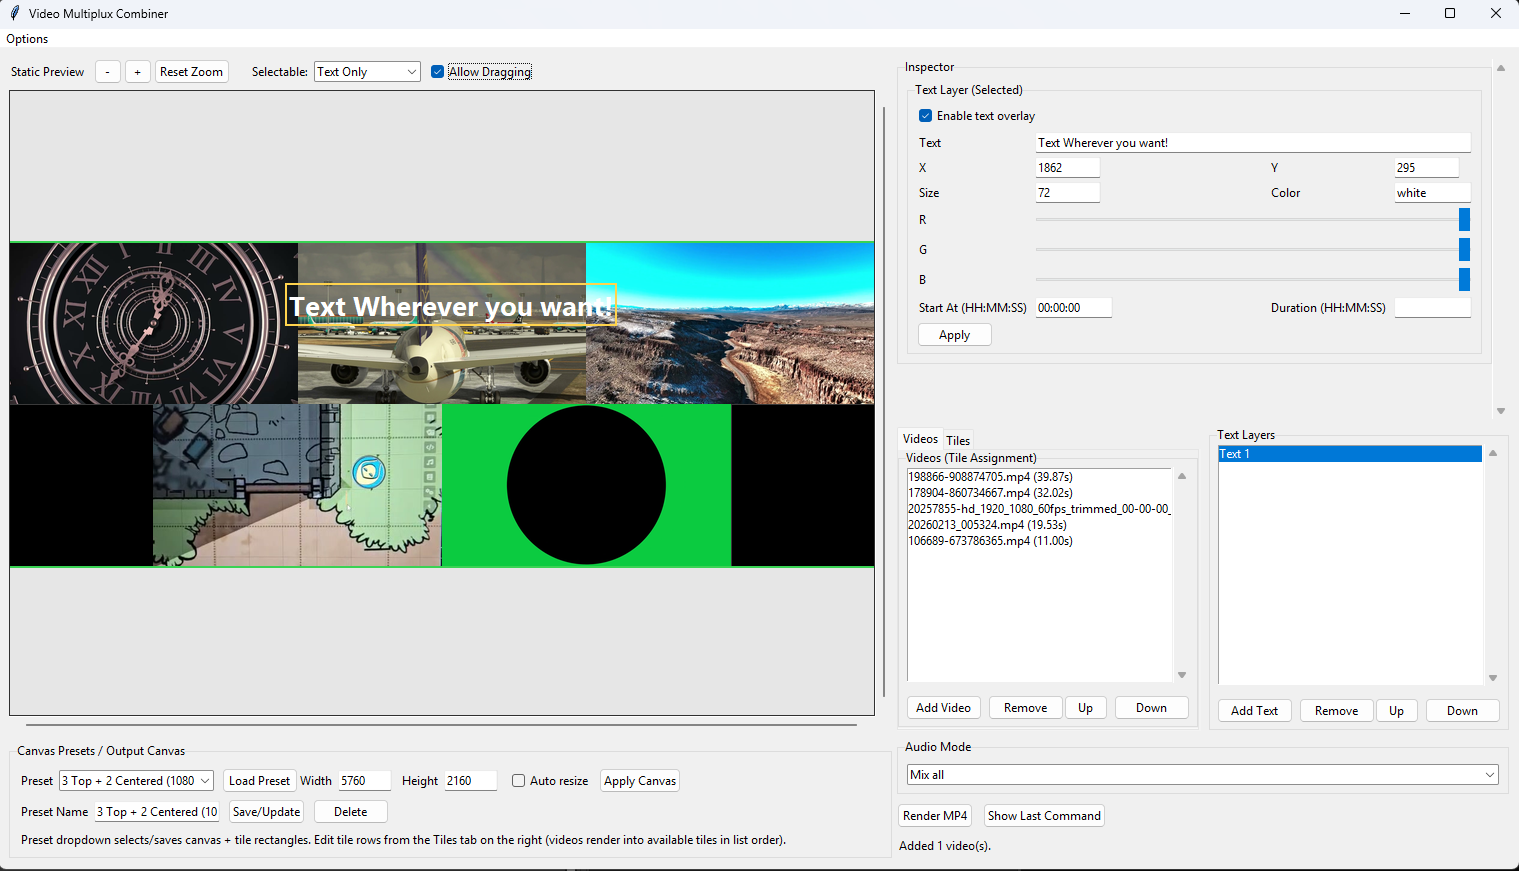 Video Multiplux Combiner
Options
Static Preview - + Reset Zoom Selectable: Text Only Allow Dragging
Text Wherever you want!
Canvas Presets / Output Canvas
Preset 3 Top + 2 Centered (1080 Load Preset Width 5760 Height 2160 Auto resize Apply Canvas
Preset Name 3 Top + 2 Centered (10 Save/Update Delete
Preset dropdown selects/saves canvas + tile rectangles. Edit tile rows from the Tiles tab on the right (videos render into available tiles in list order).
Inspector
Text Layer (Selected)
Enable text overlay
Text Text Wherever you want!
X 1862 Y 295
Size 72 Color white
R
G
B
Start At (HH:MM:SS) 00:00:00 Duration (HH:MM:SS)
Apply
Videos Tiles
Videos (Tile Assignment)
198866-908874705.mp4 (39.87s)
178904-860734667.mp4 (32.02s)
20257855-hd_1920_1080_60fps_trimmed_00-00-00_
20260213_005324.mp4 (19.53s)
106689-673786365.mp4 (11.00s)
Add Video Remove Up Down
Text Layers
Text 1
Add Text Remove Up Down
Audio Mode
Mix all
Render MP4 Show Last Command
Added 1 video(s).